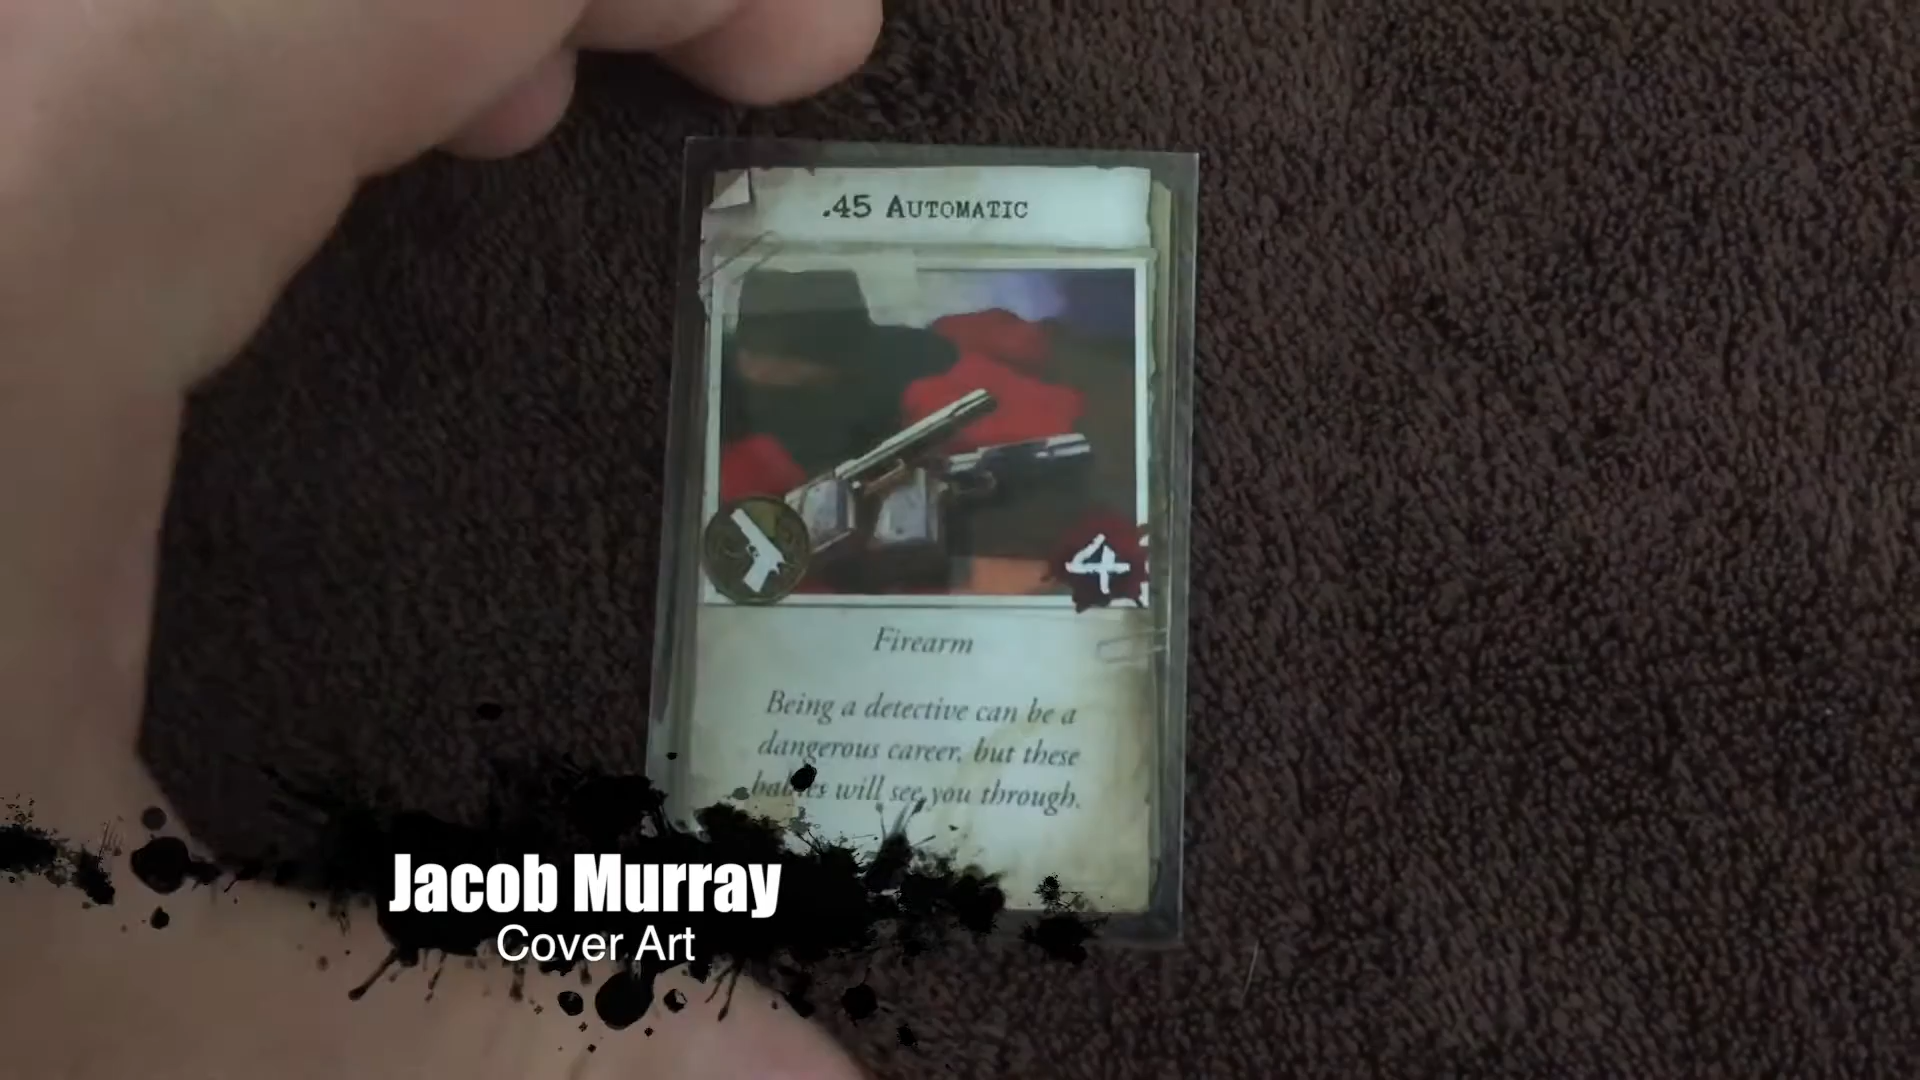 .45 Automatic
4
Firearm
Being a detective can be a
dangerous career, but these
babies will see you through.
Jacob Murray
Cover Art